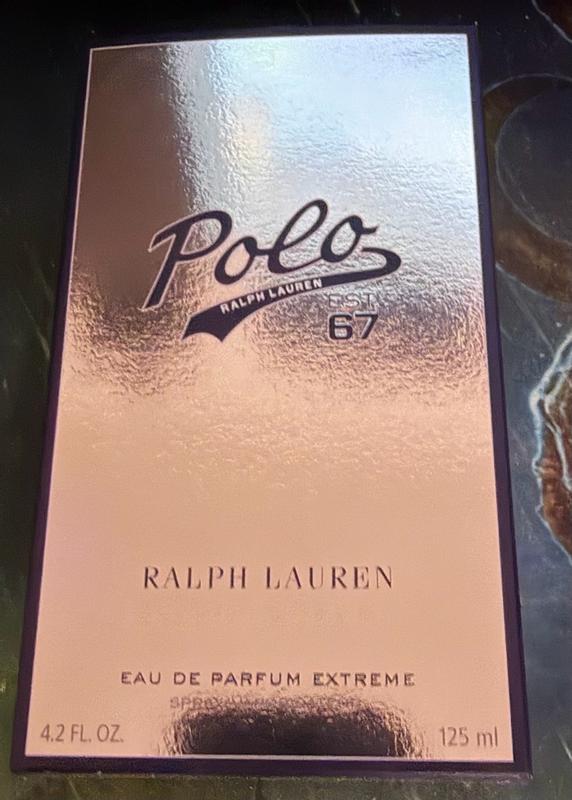 Polo
RALPH LAUREN
EST.
67
RALPH LAUREN
EAU DE PARFUM EXTREME
4.2 FL. OZ.
125 ml